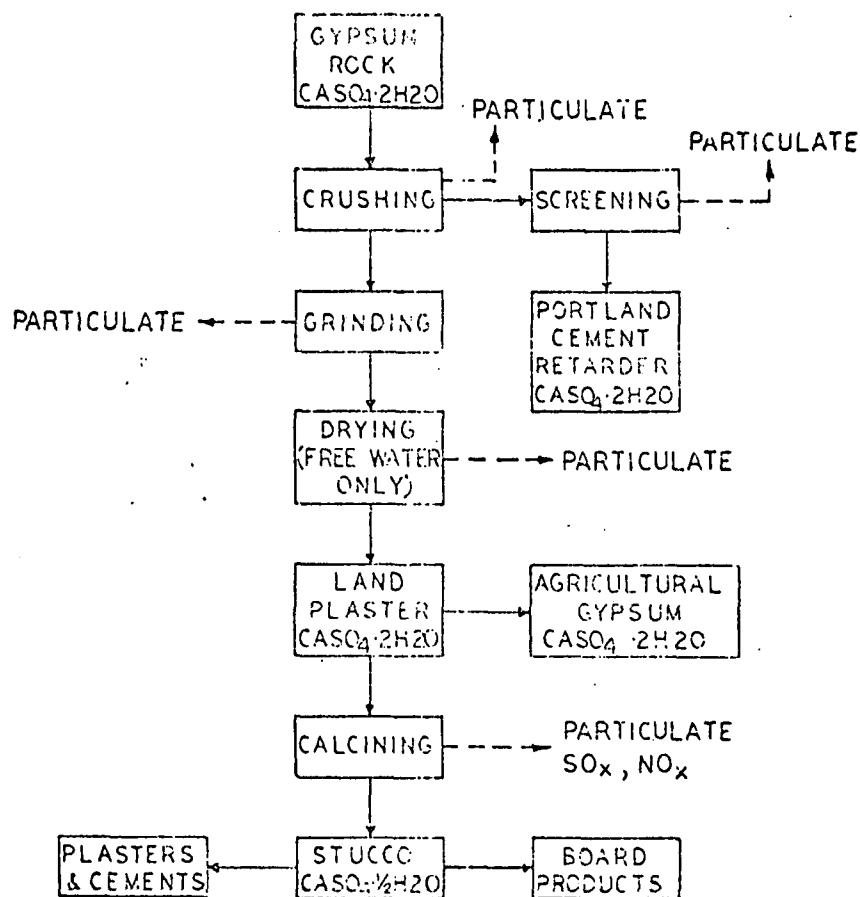 GYPSUM
ROCK
CASO4·2H2O
PARTICULATE
PARTICULATE
CRUSHING
SCREENING
PARTICULATE
GRINDING
PORTLAND
CEMENT
RETARDER
CASO4·2H2O
DRYING
(FREE WATER
ONLY)
PARTICULATE
LAND
PLASTER
CASO4·2H2O
AGRICULTURAL
GYPSUM
CASO4 ·2H2O
CALCINING
PARTICULATE
SOx, NOx
PLASTERS
& CEMENTS
STUCCO
CASO4·½H2O
BOARD
PRODUCTS